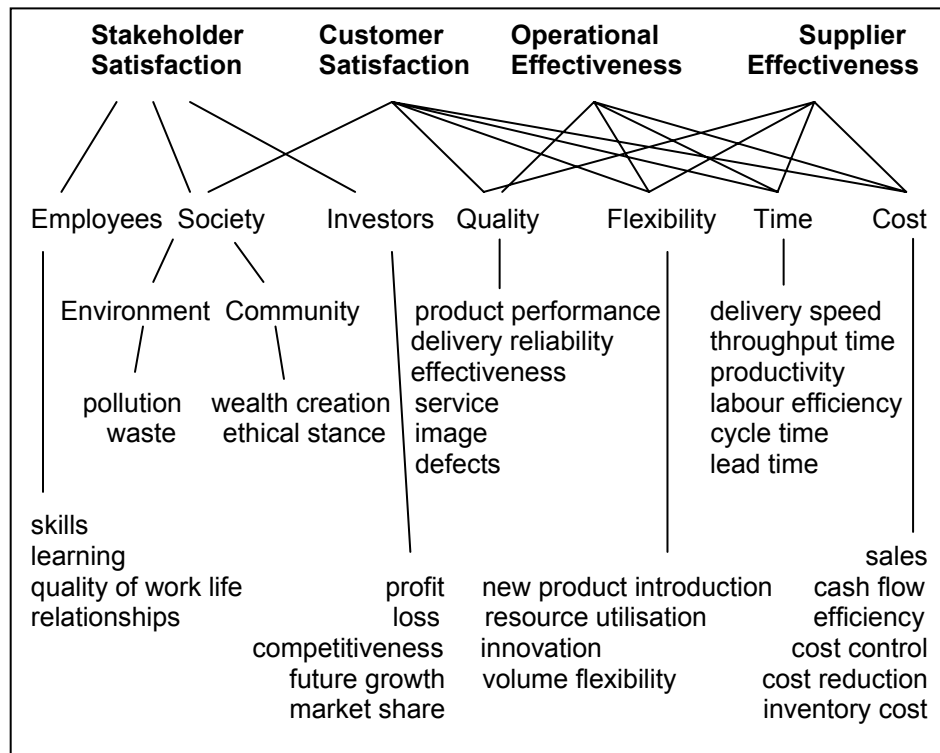 Stakeholder Satisfaction
Customer Satisfaction
Operational Effectiveness
Supplier Effectiveness
Employees
Society
Investors
Quality
Flexibility
Time
Cost
Environment
Community
pollution
waste
wealth creation
ethical stance
product performance
delivery reliability
effectiveness
service
image
defects
delivery speed
throughput time
productivity
labour efficiency
cycle time
lead time
skills
learning
quality of work life
relationships
profit
loss
competitiveness
future growth
market share
new product introduction
resource utilisation
innovation
volume flexibility
sales
cash flow
efficiency
cost control
cost reduction
inventory cost